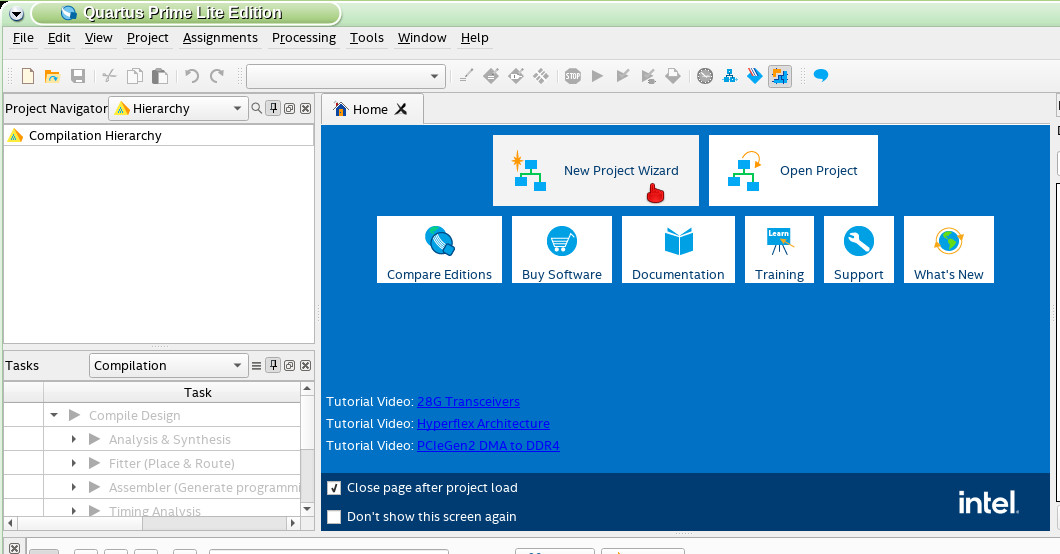 Quartus Prime Lite Edition
File Edit View Project Assignments Processing Tools Window Help
STOP
Project Navigator Hierarchy
Compilation Hierarchy
Home
New Project Wizard
Open Project
Learn
Compare Editions
Buy Software
Documentation
Training
Support
What's New
Tasks Compilation
Task
Compile Design
Analysis & Synthesis
Fitter (Place & Route)
Assembler (Generate programmi
Timing Analysis
Tutorial Video: 28G Transceivers
Tutorial Video: Hyperflex Architecture
Tutorial Video: PCIeGen2 DMA to DDR4
Close page after project load
Don't show this screen again
intel.